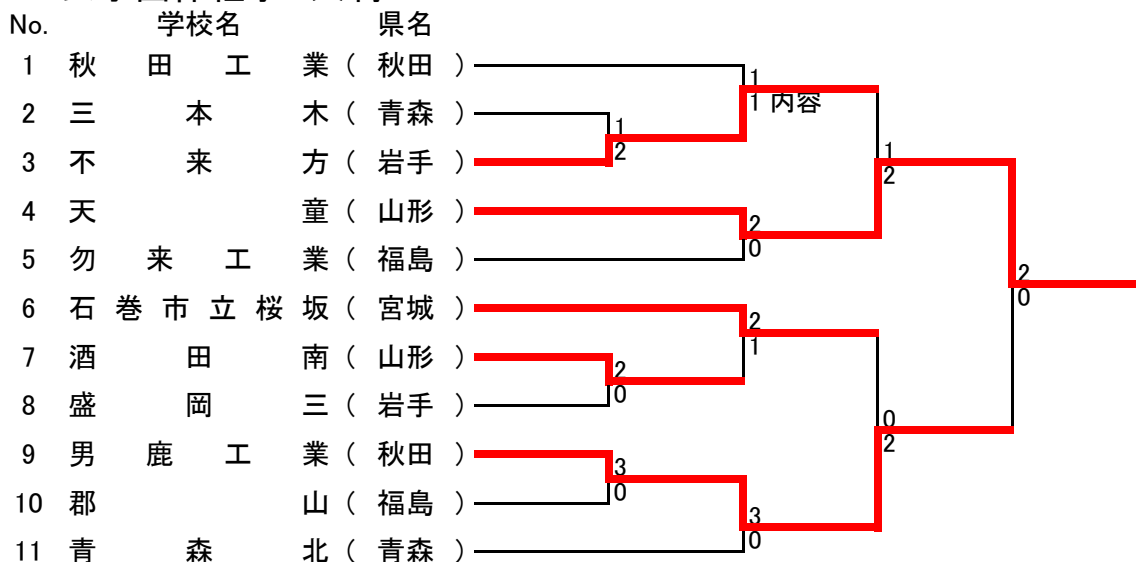 No. 学校名 県名
1 秋田工業 ( 秋田 )
1
1 内容
2 三本木 ( 青森 )
1
2
3 不来方 ( 岩手 )
1
2
4 天童 ( 山形 )
2
0
5 勿来工業 ( 福島 )
2
0
6 石巻市立桜坂 ( 宮城 )
2
1
7 酒田南 ( 山形 )
2
0
8 盛岡三 ( 岩手 )
0
2
9 男鹿工業 ( 秋田 )
3
0
10 郡山 ( 福島 )
3
0
11 青森北 ( 青森 )